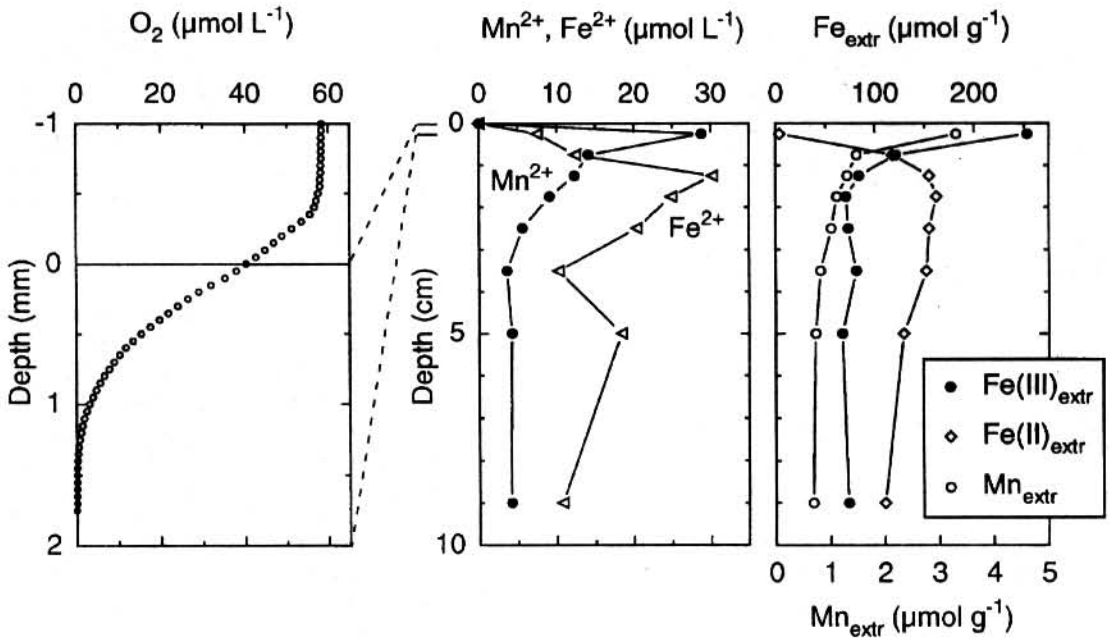 O₂ (µmol L⁻¹)
0 20 40 60
-1
0
1
2
Depth (mm)
Mn²⁺, Fe²⁺ (µmol L⁻¹)
0 10 20 30
0
5
10
Depth (cm)
Mn²⁺
Fe²⁺
Feextr (µmol g⁻¹)
0 100 200
Fe(III)extr
Fe(II)extr
Mnextr
0 1 2 3 4 5
Mnextr (µmol g⁻¹)